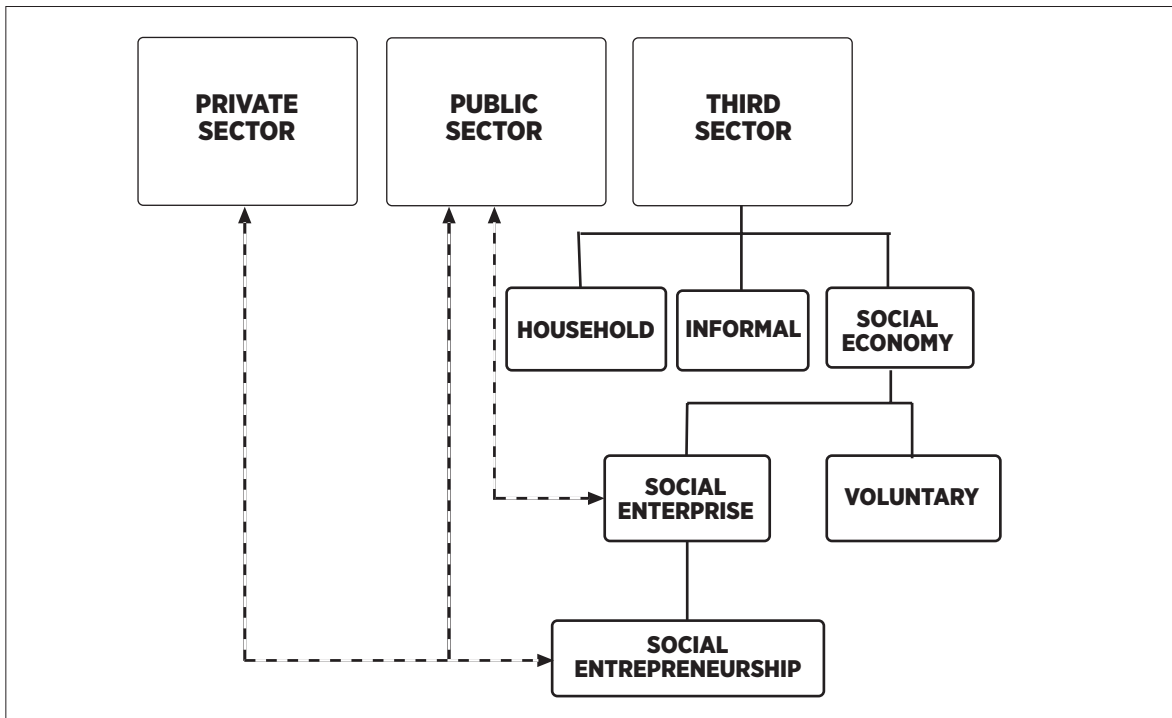 PRIVATE
SECTOR
PUBLIC
SECTOR
THIRD
SECTOR
HOUSEHOLD
INFORMAL
SOCIAL
ECONOMY
SOCIAL
ENTERPRISE
VOLUNTARY
SOCIAL
ENTREPRENEURSHIP